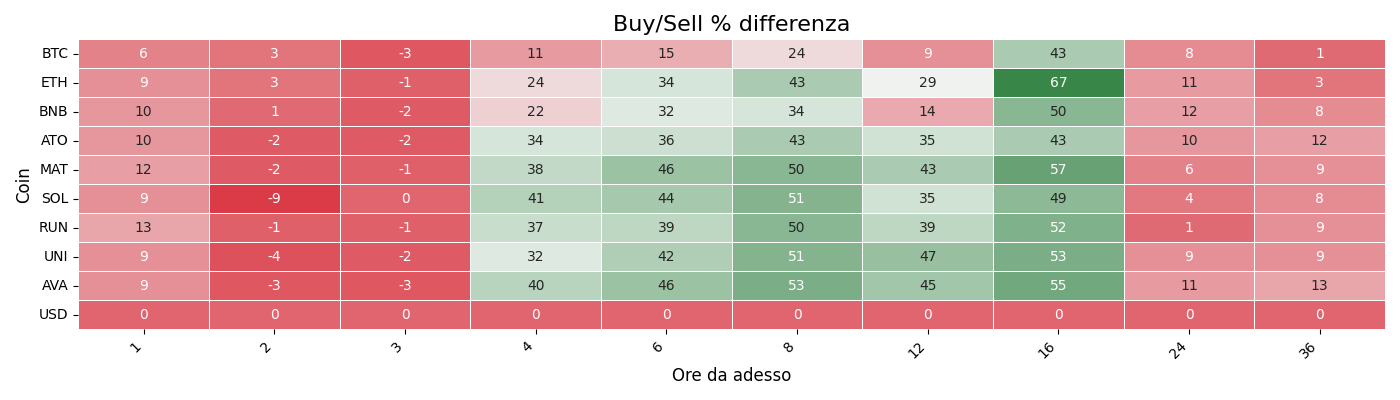 Buy/Sell % differenza
Coin
BTC 6 3 -3 11 15 24 9 43 8 1
ETH 9 3 -1 24 34 43 29 67 11 3
BNB 10 1 -2 22 32 34 14 50 12 8
ATO 10 -2 -2 34 36 43 35 43 10 12
MAT 12 -2 -1 38 46 50 43 57 6 9
SOL 9 -9 0 41 44 51 35 49 4 8
RUN 13 -1 -1 37 39 50 39 52 1 9
UNI 9 -4 -2 32 42 51 47 53 9 9
AVA 9 -3 -3 40 46 53 45 55 11 13
USD 0 0 0 0 0 0 0 0 0 0
1 2 3 4 6 8 12 16 24 36
Ore da adesso